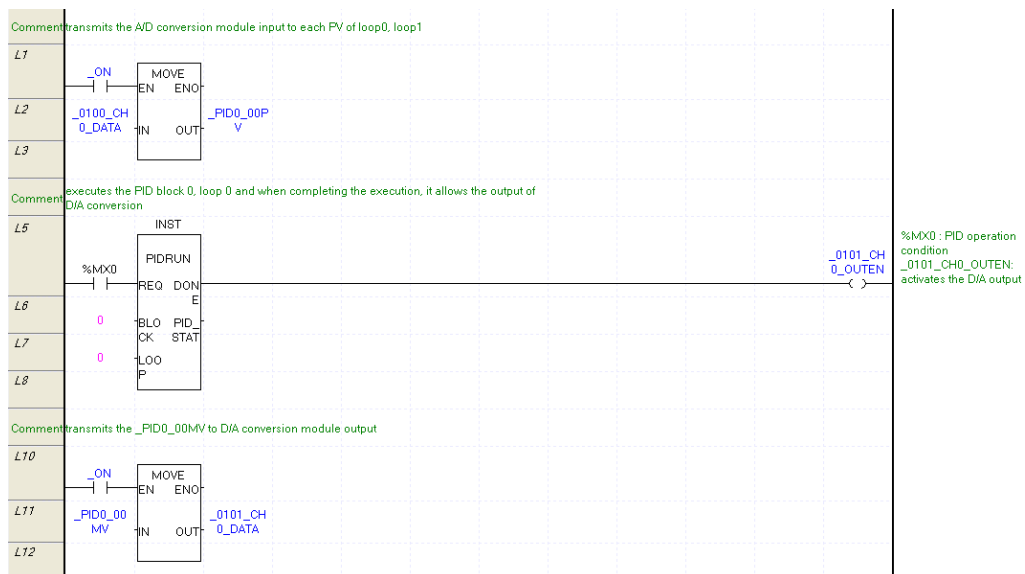 Comment transmits the A/D conversion module input to each PV of loop0, loop1
L1
_ON
MOVE
EN ENO
L2
_0100_CH
0_DATA
IN OUT
_PID0_00P
V
L3
Comment
executes the PID block 0, loop 0 and when completing the execution, it allows the output of
D/A conversion
L5
INST
PIDRUN
%MX0
REQ DON
E
_0101_CH
0_OUTEN
%MX0 : PID operation
condition
_0101_CH0_OUTEN:
activates the D/A output
L6
0
BLO PID_
CK STAT
L7
0
LOO
P
L8
Comment transmits the _PID0_00MV to D/A conversion module output
L10
_ON
MOVE
EN ENO
L11
_PID0_00
MV
IN OUT
_0101_CH
0_DATA
L12